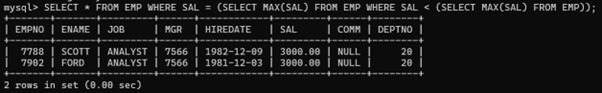 mysql> SELECT * FROM EMP WHERE SAL = (SELECT MAX(SAL) FROM EMP WHERE SAL < (SELECT MAX(SAL) FROM EMP));
+-------+-------+---------+------+------------+---------+------+--------+
| EMPNO | ENAME | JOB     | MGR  | HIREDATE   | SAL     | COMM | DEPTNO |
+-------+-------+---------+------+------------+---------+------+--------+
|  7788 | SCOTT | ANALYST | 7566 | 1982-12-09 | 3000.00 | NULL |     20 |
|  7902 | FORD  | ANALYST | 7566 | 1981-12-03 | 3000.00 | NULL |     20 |
+-------+-------+---------+------+------------+---------+------+--------+
2 rows in set (0.00 sec)